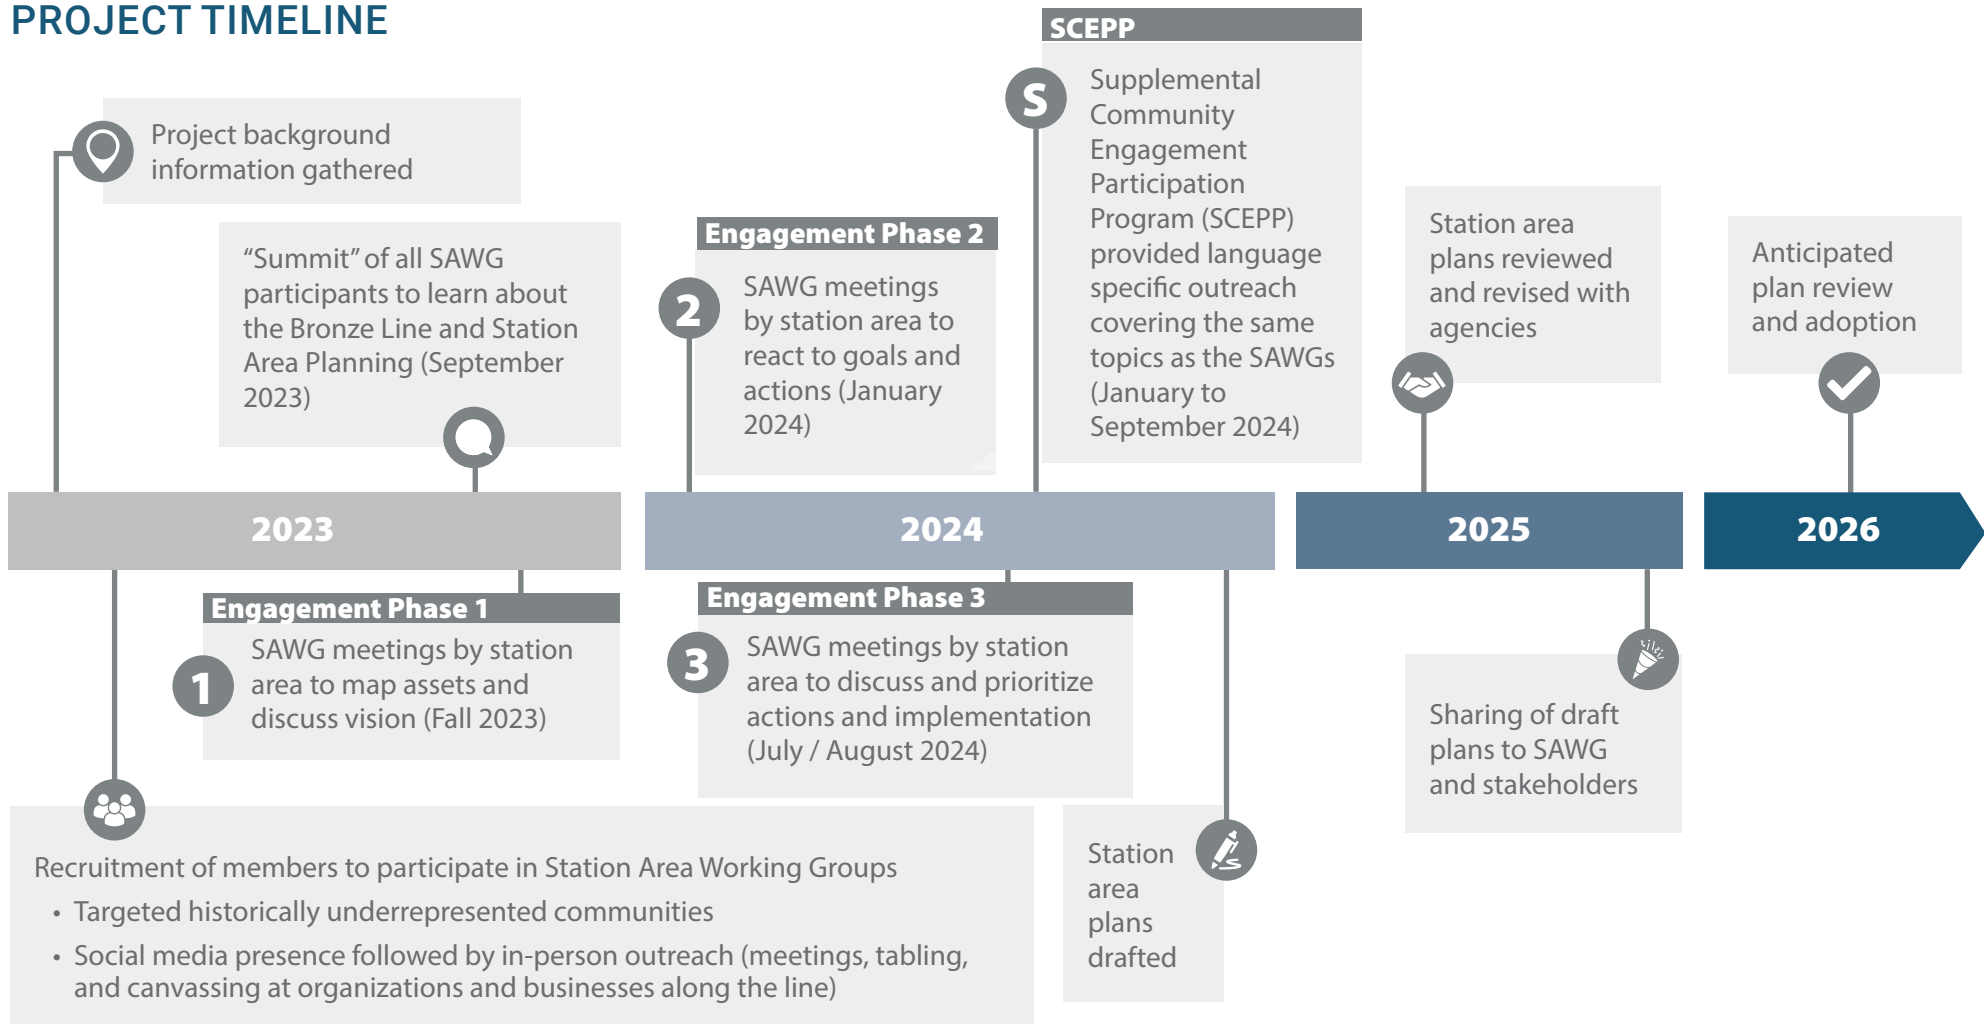 PROJECT TIMELINE
Project background
information gathered
“Summit” of all SAWG
participants to learn about
the Bronze Line and Station
Area Planning (September
2023)
Engagement Phase 2
2
SAWG meetings
by station area to
react to goals and
actions (January
2024)
SCEPP
S
Supplemental
Community
Engagement
Participation
Program (SCEPP)
provided language
specific outreach
covering the same
topics as the SAWGs
(January to
September 2024)
Station area
plans reviewed
and revised with
agencies
Anticipated
plan review
and adoption
2023
2024
2025
2026
Engagement Phase 1
1
SAWG meetings by station
area to map assets and
discuss vision (Fall 2023)
Engagement Phase 3
3
SAWG meetings by station
area to discuss and prioritize
actions and implementation
(July / August 2024)
Sharing of draft
plans to SAWG
and stakeholders
Recruitment of members to participate in Station Area Working Groups
• Targeted historically underrepresented communities
• Social media presence followed by in-person outreach (meetings, tabling,
and canvassing at organizations and businesses along the line)
Station
area
plans
drafted